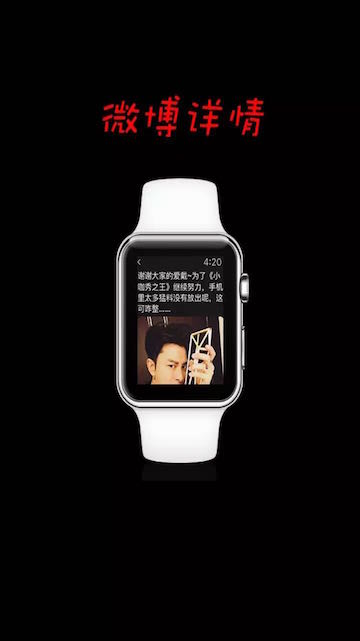 微博详情
4:20
谢谢大家的爱戴~为了《小
咖秀之王》继续努力，手机
里太多猛料没有放出呢，这
可咋整……